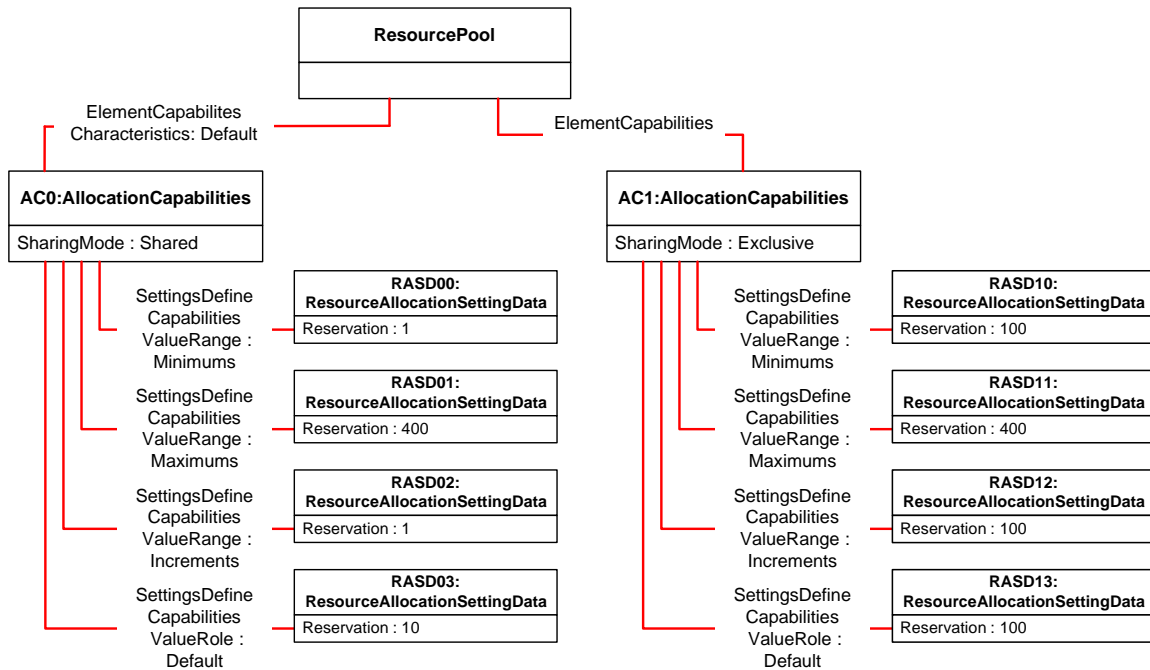 ResourcePool
ElementCapabilites
Characteristics: Default
ElementCapabilities
AC0:AllocationCapabilities
SharingMode : Shared
AC1:AllocationCapabilities
SharingMode : Exclusive
SettingsDefine
Capabilities
ValueRange :
Minimums
RASD00:
ResourceAllocationSettingData
Reservation : 1
SettingsDefine
Capabilities
ValueRange :
Maximums
RASD01:
ResourceAllocationSettingData
Reservation : 400
SettingsDefine
Capabilities
ValueRange :
Increments
RASD02:
ResourceAllocationSettingData
Reservation : 1
SettingsDefine
Capabilities
ValueRole :
Default
RASD03:
ResourceAllocationSettingData
Reservation : 10
SettingsDefine
Capabilities
ValueRange :
Minimums
RASD10:
ResourceAllocationSettingData
Reservation : 100
SettingsDefine
Capabilities
ValueRange :
Maximums
RASD11:
ResourceAllocationSettingData
Reservation : 400
SettingsDefine
Capabilities
ValueRange :
Increments
RASD12:
ResourceAllocationSettingData
Reservation : 100
SettingsDefine
Capabilities
ValueRole :
Default
RASD13:
ResourceAllocationSettingData
Reservation : 100